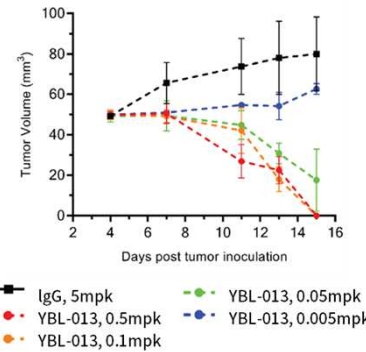 100
80
60
40
20
0
Tumor Volume (mm³)
2 4 6 8 10 12 14 16
Days post tumor inoculation
lgG, 5mpk
YBL-013, 0.5mpk
YBL-013, 0.1mpk
YBL-013, 0.05mpk
YBL-013, 0.005mpk